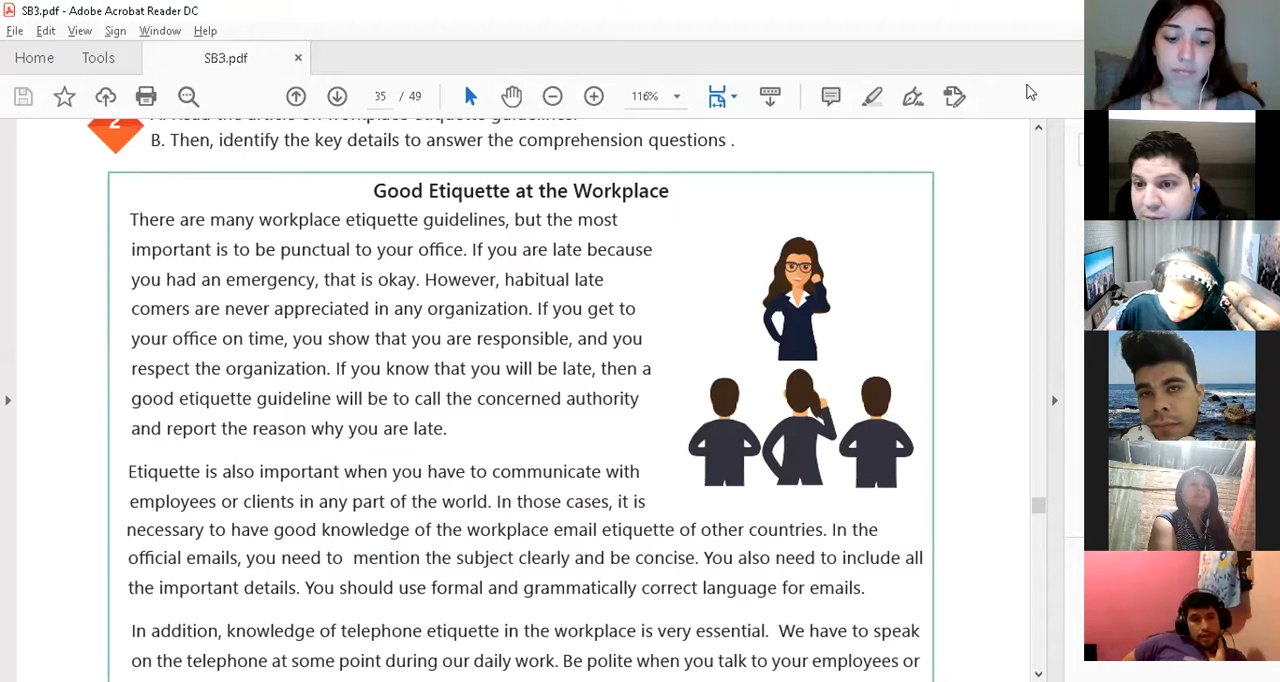 SB3.pdf - Adobe Acrobat Reader DC
File Edit View Sign Window Help
Home Tools SB3.pdf ×
35 / 49 116%
2 A. Read the article on workplace etiquette guidelines.
B. Then, identify the key details to answer the comprehension questions .
Good Etiquette at the Workplace
There are many workplace etiquette guidelines, but the most
important is to be punctual to your office. If you are late because
you had an emergency, that is okay. However, habitual late
comers are never appreciated in any organization. If you get to
your office on time, you show that you are responsible, and you
respect the organization. If you know that you will be late, then a
good etiquette guideline will be to call the concerned authority
and report the reason why you are late.
Etiquette is also important when you have to communicate with
employees or clients in any part of the world. In those cases, it is
necessary to have good knowledge of the workplace email etiquette of other countries. In the
official emails, you need to mention the subject clearly and be concise. You also need to include all
the important details. You should use formal and grammatically correct language for emails.
In addition, knowledge of telephone etiquette in the workplace is very essential. We have to speak
on the telephone at some point during our daily work. Be polite when you talk to your employees or